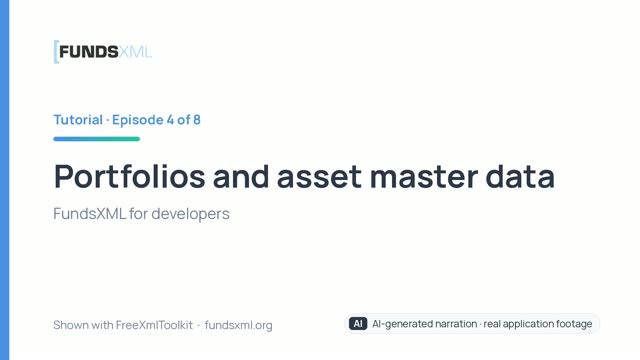 [FUNDSXML
Tutorial · Episode 4 of 8
Portfolios and asset master data
FundsXML for developers
Shown with FreeXmlToolkit · fundsxml.org
AI AI-generated narration · real application footage